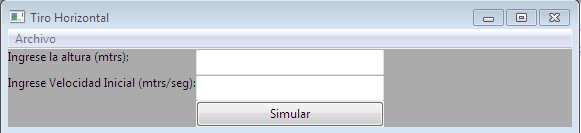 Tiro Horizontal
Archivo
Ingrese la altura (mtrs):
Ingrese Velocidad Inicial (mtrs/seg):
Simular